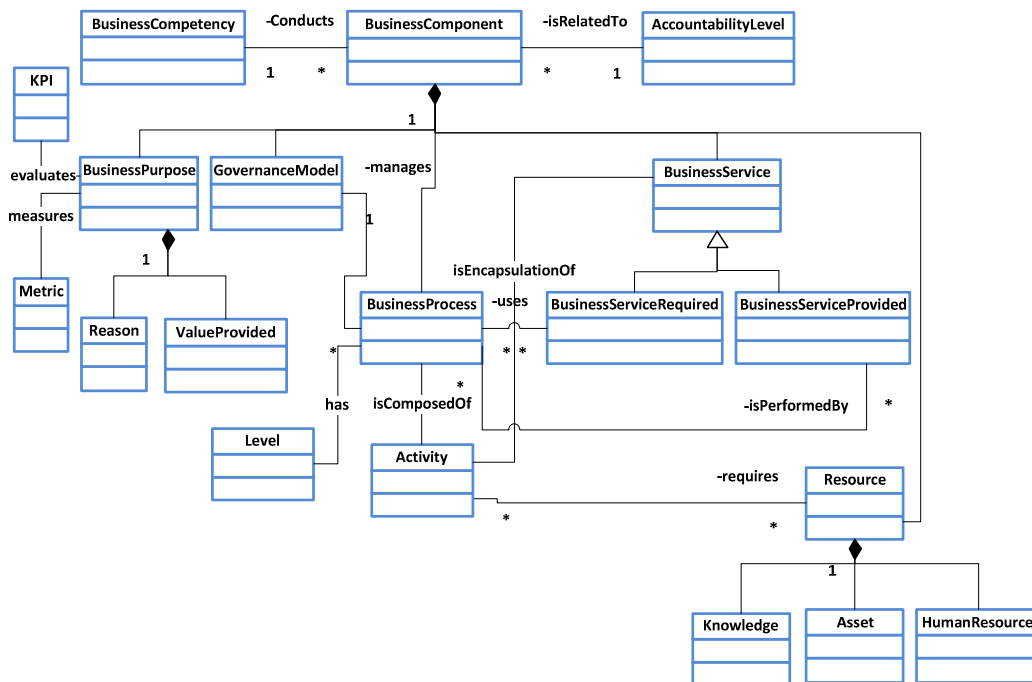 BusinessCompetency
-Conducts
BusinessComponent
-isRelatedTo
AccountabilityLevel
1
*
*
1
KPI
1
evaluates
BusinessPurpose
GovernanceModel
-manages
BusinessService
measures
1
1
isEncapsulationOf
Metric
BusinessProcess
-uses
BusinessServiceRequired
BusinessServiceProvided
Reason
ValueProvided
*
*
*
*
has
isComposedOf
-isPerformedBy
*
Level
Activity
-requires
Resource
*
*
1
Knowledge
Asset
HumanResource